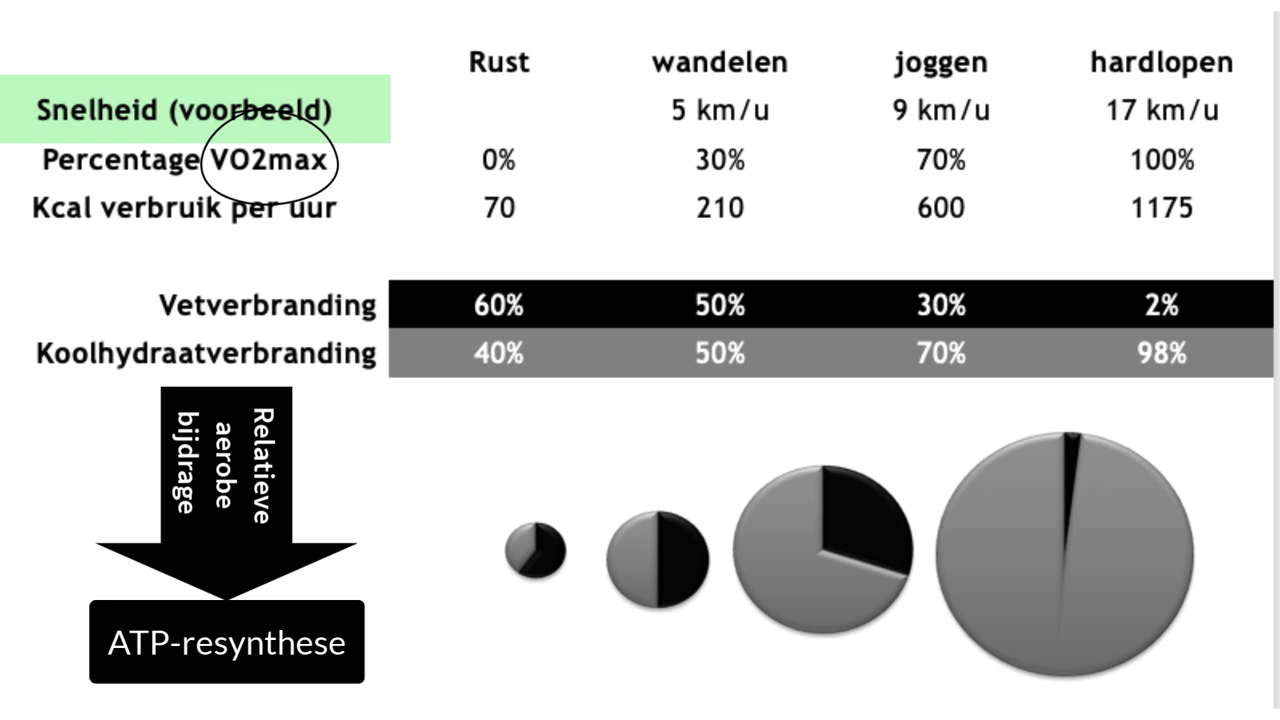 Rust wandelen joggen hardlopen
Snelheid (voorbeeld) 5 km/u 9 km/u 17 km/u
Percentage VO2max 0% 30% 70% 100%
Kcal verbruik per uur 70 210 600 1175
Vetverbranding 60% 50% 30% 2%
Koolhydraatverbranding 40% 50% 70% 98%
Relatieve
aerobe
bijdrage
ATP-resynthese